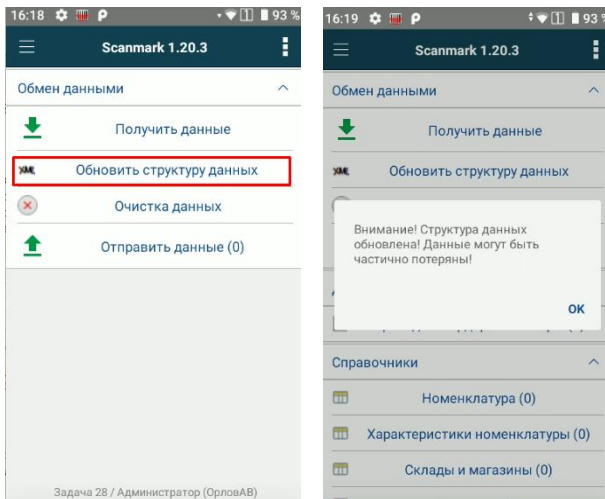 16:18 P 93 %
Scanmark 1.20.3
Обмен данными
Получить данные
XML Обновить структуру данных
Очистка данных
Отправить данные (0)
Задача 28 / Администратор (ОрловАВ)
16:19 P 93 %
Scanmark 1.20.3
Обмен данными
Получить данные
XML Обновить структуру данных
Внимание! Структура данных
обновлена! Данные могут быть
частично потеряны!
OK
Справочники
Номенклатура (0)
Характеристики номенклатуры (0)
Склады и магазины (0)